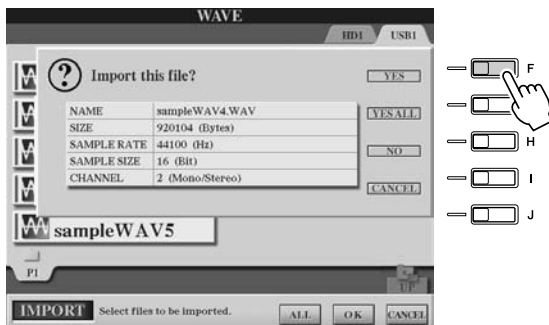 WAVE
HD1 USB1
Import this file?
YES
NAME sampleWAV4.WAV
YES ALL
SIZE 920104 (Bytes)
SAMPLE RATE 44100 (Hz)
SAMPLE SIZE 16 (Bit)
NO
CHANNEL 2 (Mono/Stereo)
CANCEL
sampleWAV5
P1
UP
IMPORT Select files to be imported. ALL OK CANCEL
F
H
I
J